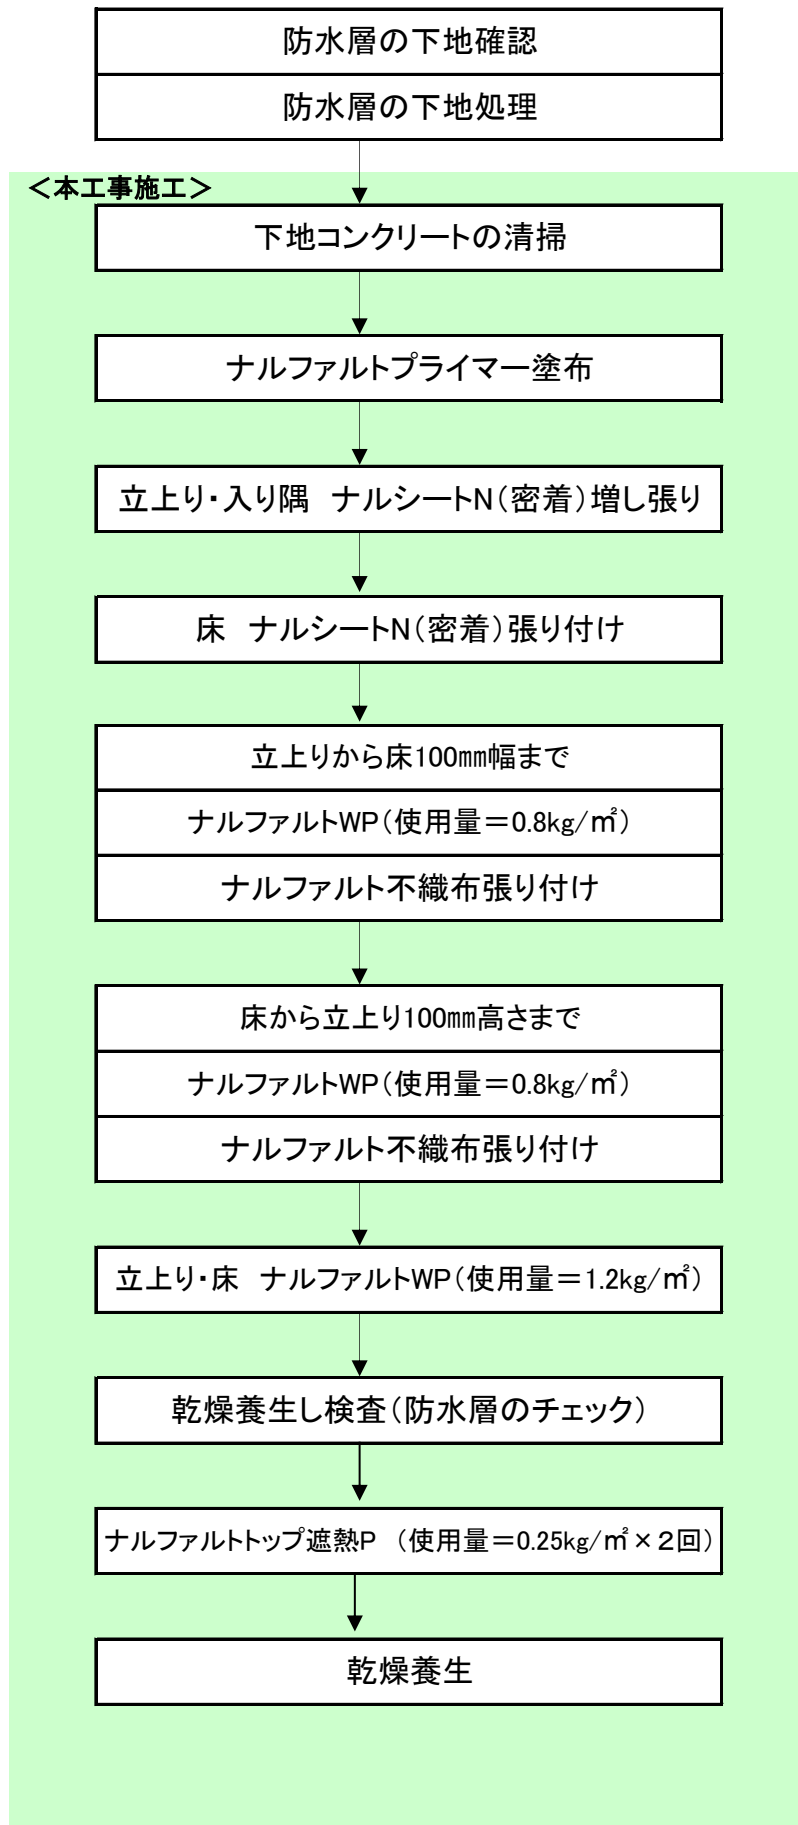 防水層の下地確認
防水層の下地処理
＜本工事施工＞
下地コンクリートの清掃
ナルファルトプライマー塗布
立上り・入り隅　ナルシートN（密着）増し張り
床　ナルシートN（密着）張り付け
立上りから床100㎜幅まで
ナルファルトWP（使用量＝0.8kg/㎡）
ナルファルト不織布張り付け
床から立上り100㎜高さまで
ナルファルトWP（使用量＝0.8kg/㎡）
ナルファルト不織布張り付け
立上り・床　ナルファルトWP（使用量＝1.2kg/㎡）
乾燥養生し検査（防水層のチェック）
ナルファルトトップ遮熱P　（使用量＝0.25kg/㎡×２回）
乾燥養生